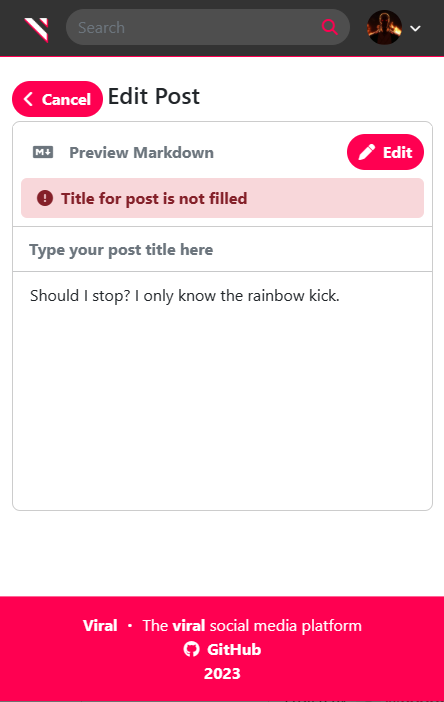 Search
Cancel Edit Post
Preview Markdown Edit
Title for post is not filled
Type your post title here
Should I stop? I only know the rainbow kick.
Viral · The viral social media platform
GitHub
2023